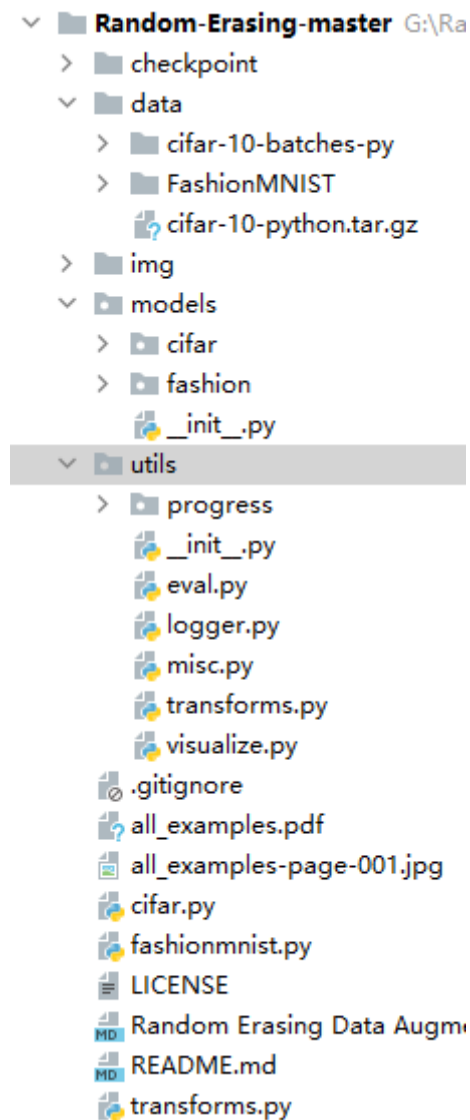 Random-Erasing-master G:\Ra
checkpoint
data
cifar-10-batches-py
FashionMNIST
cifar-10-python.tar.gz
img
models
cifar
fashion
__init__.py
utils
progress
__init__.py
eval.py
logger.py
misc.py
transforms.py
visualize.py
.gitignore
all_examples.pdf
all_examples-page-001.jpg
cifar.py
fashionmnist.py
LICENSE
MD Random Erasing Data Augm
MD README.md
transforms.py